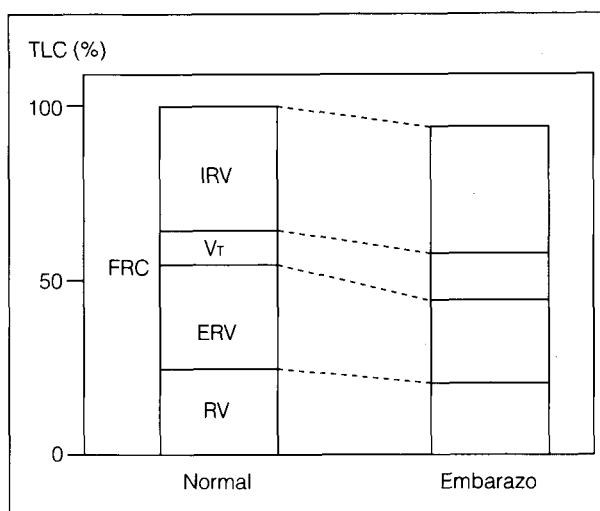 TLC (%)
100
IRV
VT
FRC
50
ERV
RV
0
Normal
Embarazo